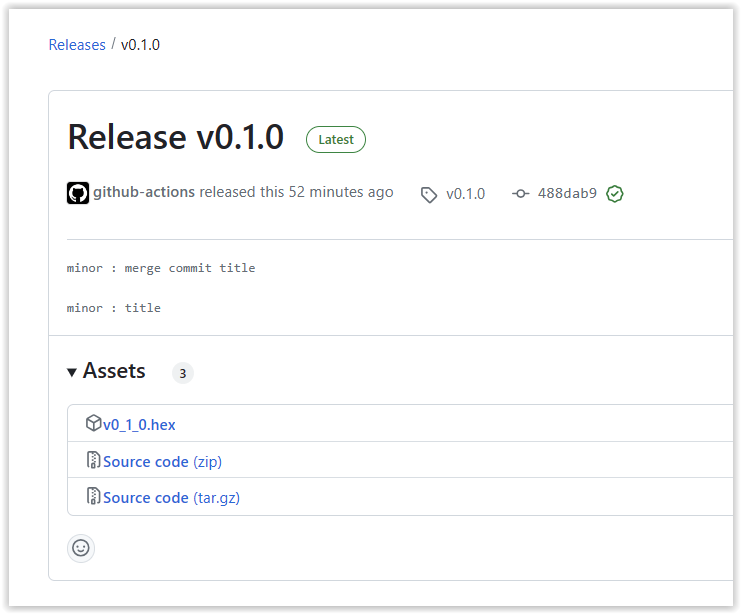 Releases / v0.1.0
Release v0.1.0 Latest
github-actions released this 52 minutes ago v0.1.0 488dab9
minor : merge commit title
minor : title
Assets 3
v0_1_0.hex
Source code (zip)
Source code (tar.gz)